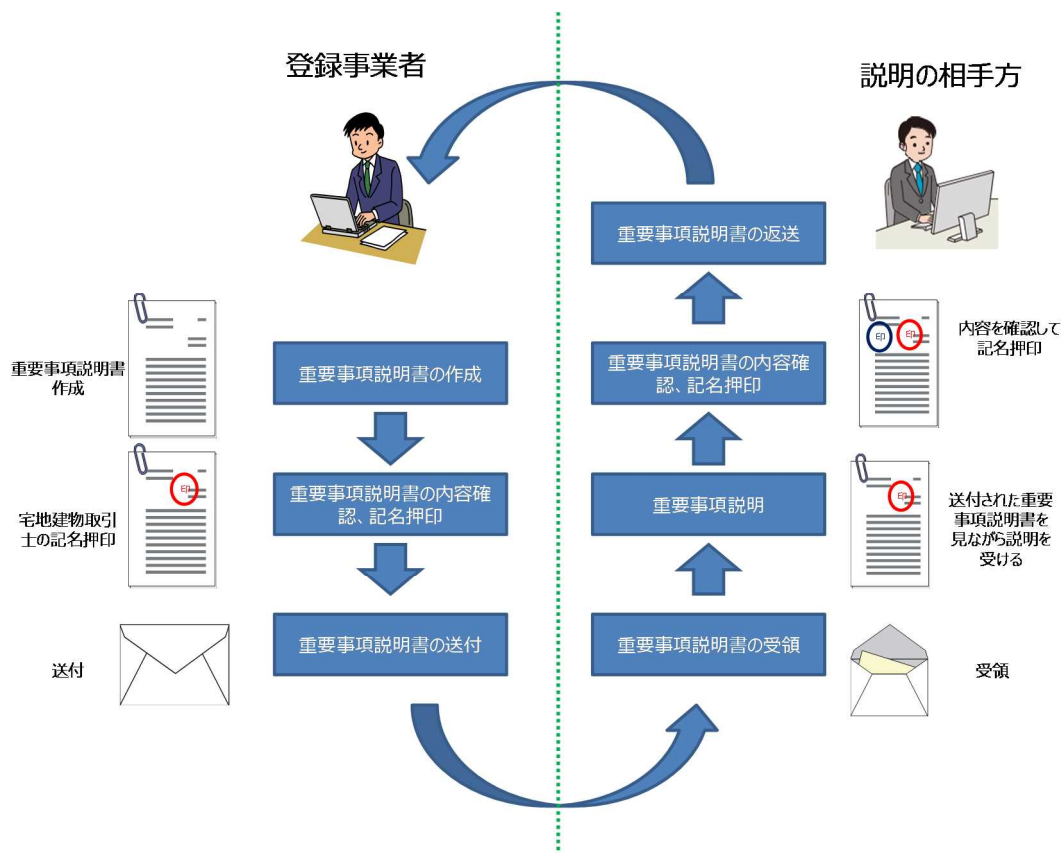 登録事業者
説明の相手方
重要事項説明書
作成
宅地建物取引
士の記名押印
印
送付
重要事項説明書の作成
重要事項説明書の内容確
認、記名押印
重要事項説明書の送付
重要事項説明書の返送
重要事項説明書の内容確
認、記名押印
重要事項説明
重要事項説明書の受領
印
印
内容を確認して
記名押印
印
送付された重要
事項説明書を
見ながら説明を
受ける
受領